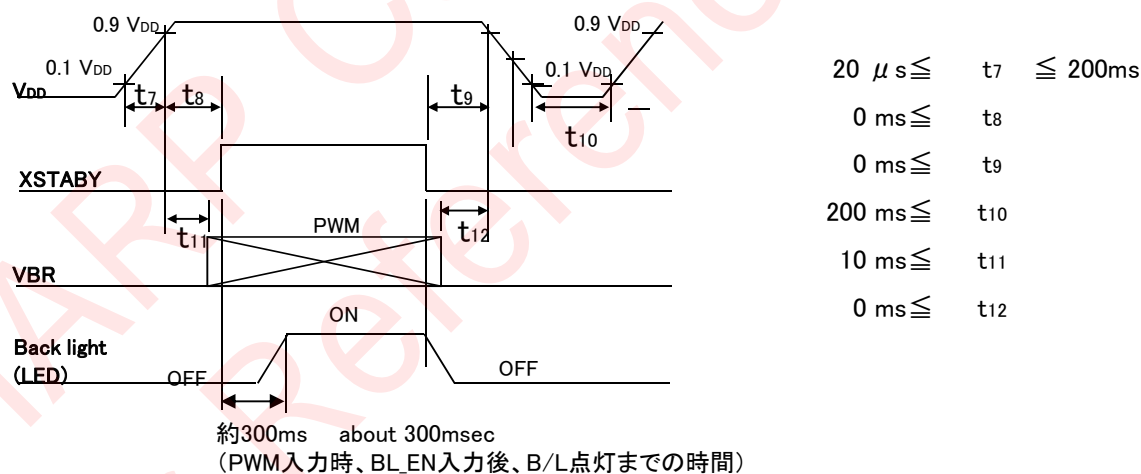 0.9 VDD
0.9 VDD
0.1 VDD
0.1 VDD
VDD
t7
t8
t9
t10
XSTABY
t11
PWM
t12
VBR
ON
Back light
(LED)
OFF
OFF
約300ms about 300msec
(PWM入力時、BL_EN入力後、B/L点灯までの時間)
20 μs≦ t7 ≦ 200ms
0 ms≦ t8
0 ms≦ t9
200 ms≦ t10
10 ms≦ t11
0 ms≦ t12